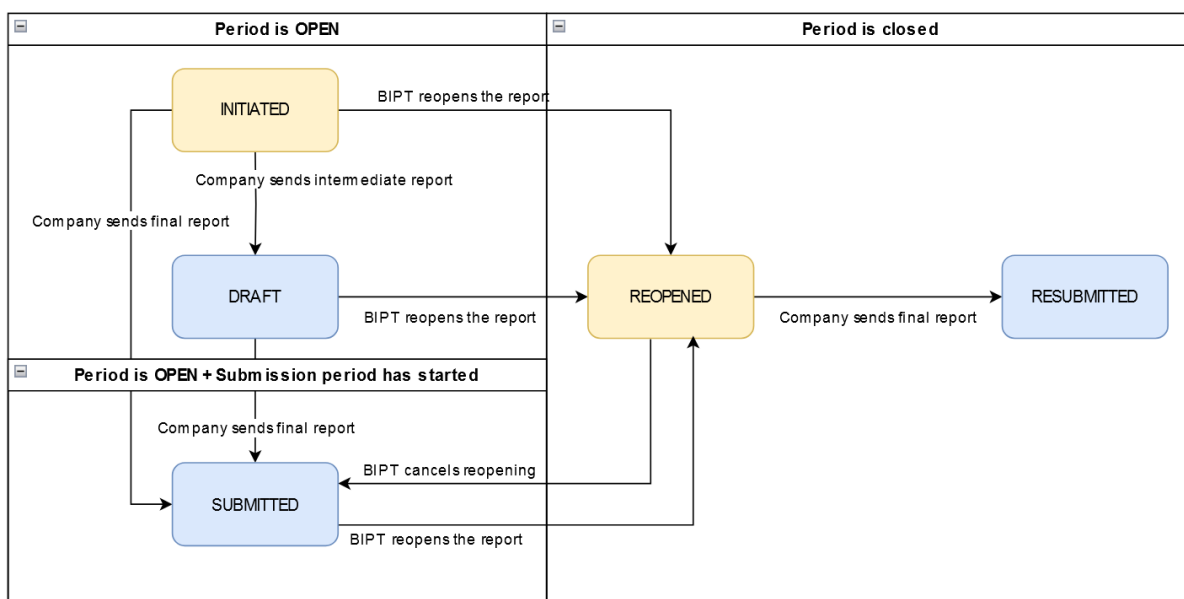 Period is OPEN
Period is closed
INITIATED
BIPT reopens the report
Company sends intermediate report
Company sends final report
DRAFT
BIPT reopens the report
REOPENED
Company sends final report
RESUBMITTED
Period is OPEN + Submission period has started
Company sends final report
BIPT cancels reopening
SUBMITTED
BIPT reopens the report